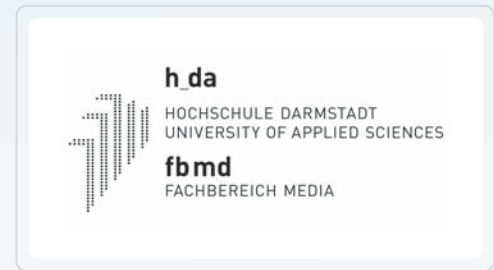 h_da
HOCHSCHULE DARMSTADT
UNIVERSITY OF APPLIED SCIENCES
fbmd
FACHBEREICH MEDIA